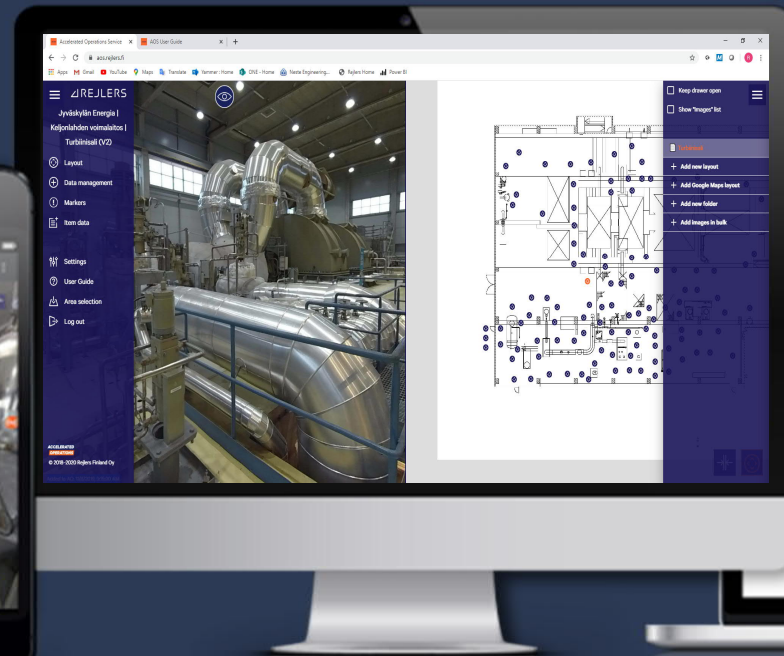 Accelerated Operations Service
AOS User Guide
aos.rejlers.fi
Apps
Gmail
YouTube
Maps
Translate
Yammer : Home
ONE - Home
Neste Engineering...
Rejlers Home
Power BI
REJLERS
Jyväskylän Energia |
Keljonlahden voimalaitos |
Turbiinisali (V2)
Layout
Data management
Markers
Item data
Settings
User Guide
Area selection
Log out
ACCELERATED
OPERATIONS
© 2018-2020 Rejlers Finland Oy
Keep drawer open
Show "Images" list
Turbiinisali
+ Add new layout
+ Add Google Maps layout
+ Add new folder
+ Add images in bulk